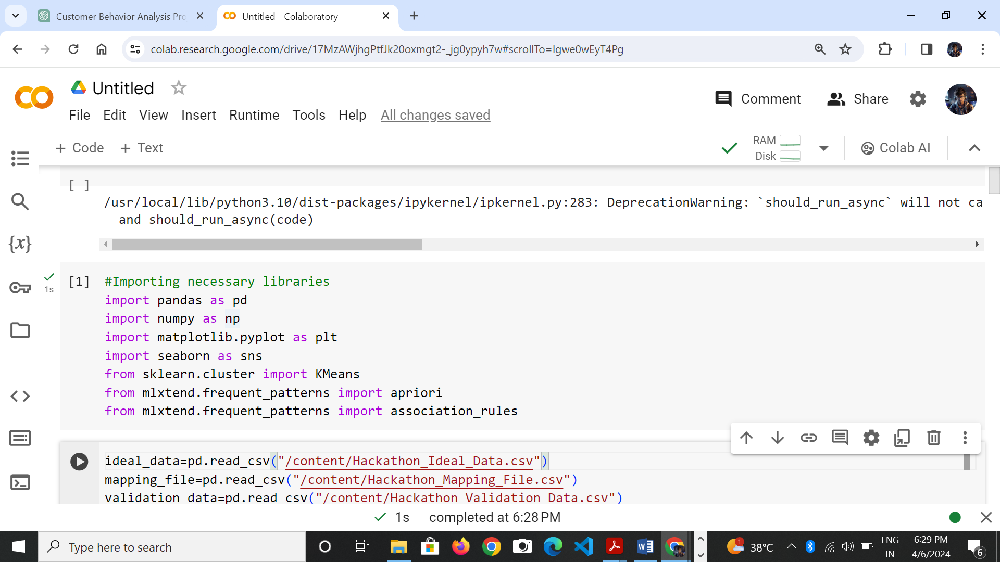 Customer Behavior Analysis Pro
Untitled - Colaboratory
colab.research.google.com/drive/17MzAWjhgPtfJk20oxmgt2-_jg0ypyh7w#scrollTo=Igwe0wEyT4Pg
Untitled
Comment
Share
File Edit View Insert Runtime Tools Help All changes saved
+ Code + Text
RAM
Disk
Colab AI
[ ]
/usr/local/lib/python3.10/dist-packages/ipykernel/ipkernel.py:283: DeprecationWarning: `should_run_async` will not ca
and should_run_async(code)
{x}
1s
[1]
#Importing necessary libraries
import pandas as pd
import numpy as np
import matplotlib.pyplot as plt
import seaborn as sns
from sklearn.cluster import KMeans
from mlxtend.frequent_patterns import apriori
from mlxtend.frequent_patterns import association_rules
ideal_data=pd.read_csv("/content/Hackathon_Ideal_Data.csv")
mapping_file=pd.read_csv("/content/Hackathon_Mapping_File.csv")
validation_data=pd.read_csv("/content/Hackathon_Validation_Data.csv")
1s completed at 6:28 PM
Type here to search
1
38°C
ENG
IN
6:29 PM
4/6/2024
6